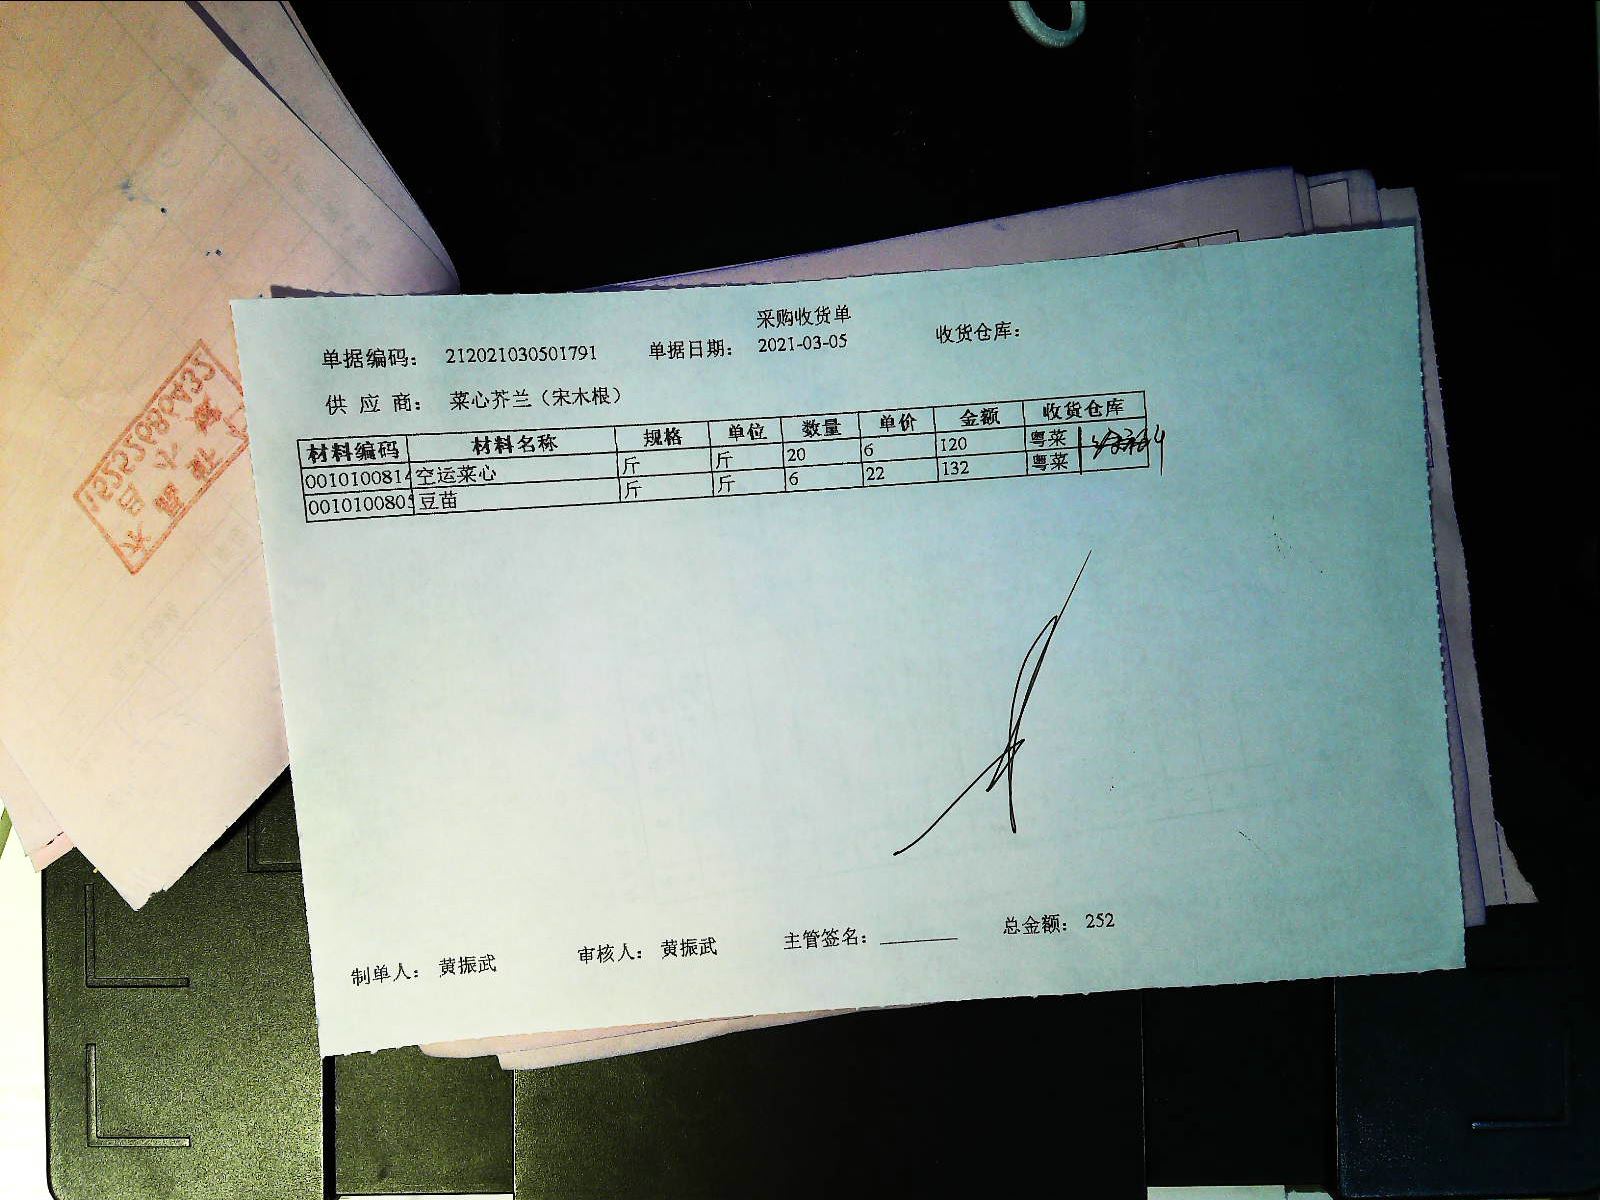 采购收货单
单据编码： 212021030501791 单据日期： 2021-03-05 收货仓库：
供 应 商： 菜心芥兰（宋木根）
材料编码 材料名称 规格 单位 数量 单价 金额 收货仓库
0010100814 空运菜心 斤 斤 20 6 120 粤菜
001010080 豆苗 斤 斤 6 22 132 粤菜
制单人： 黄振武 审核人： 黄振武 主管签名： 总金额： 252